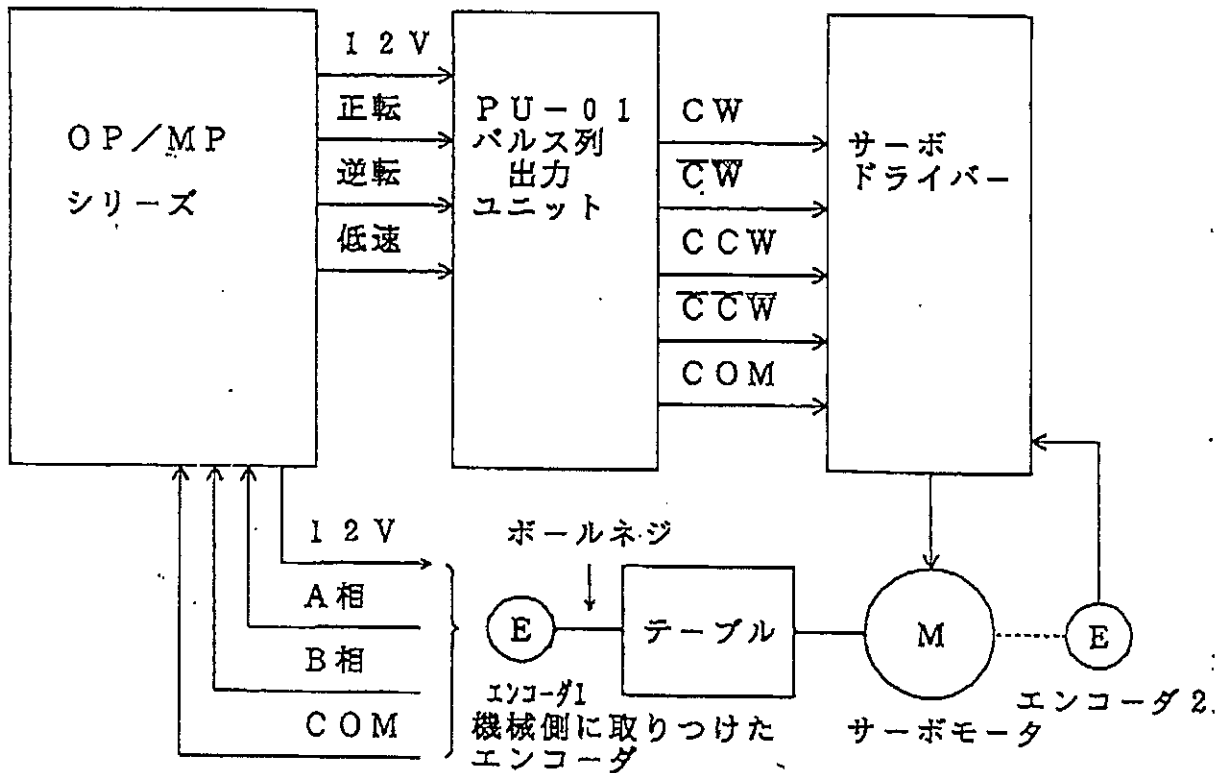 OP/MP
シリーズ
12V
正転
逆転
低速
PU-01
パルス列
出力
ユニット
CW
C̅W̅
CCW
C̅C̅W̅
COM
サーボ
ドライバー
12V
A相
B相
COM
ボールネジ
E
テーブル
M
E
エンコーダ1
機械側に取りつけた
エンコーダ
サーボモータ
エンコーダ2